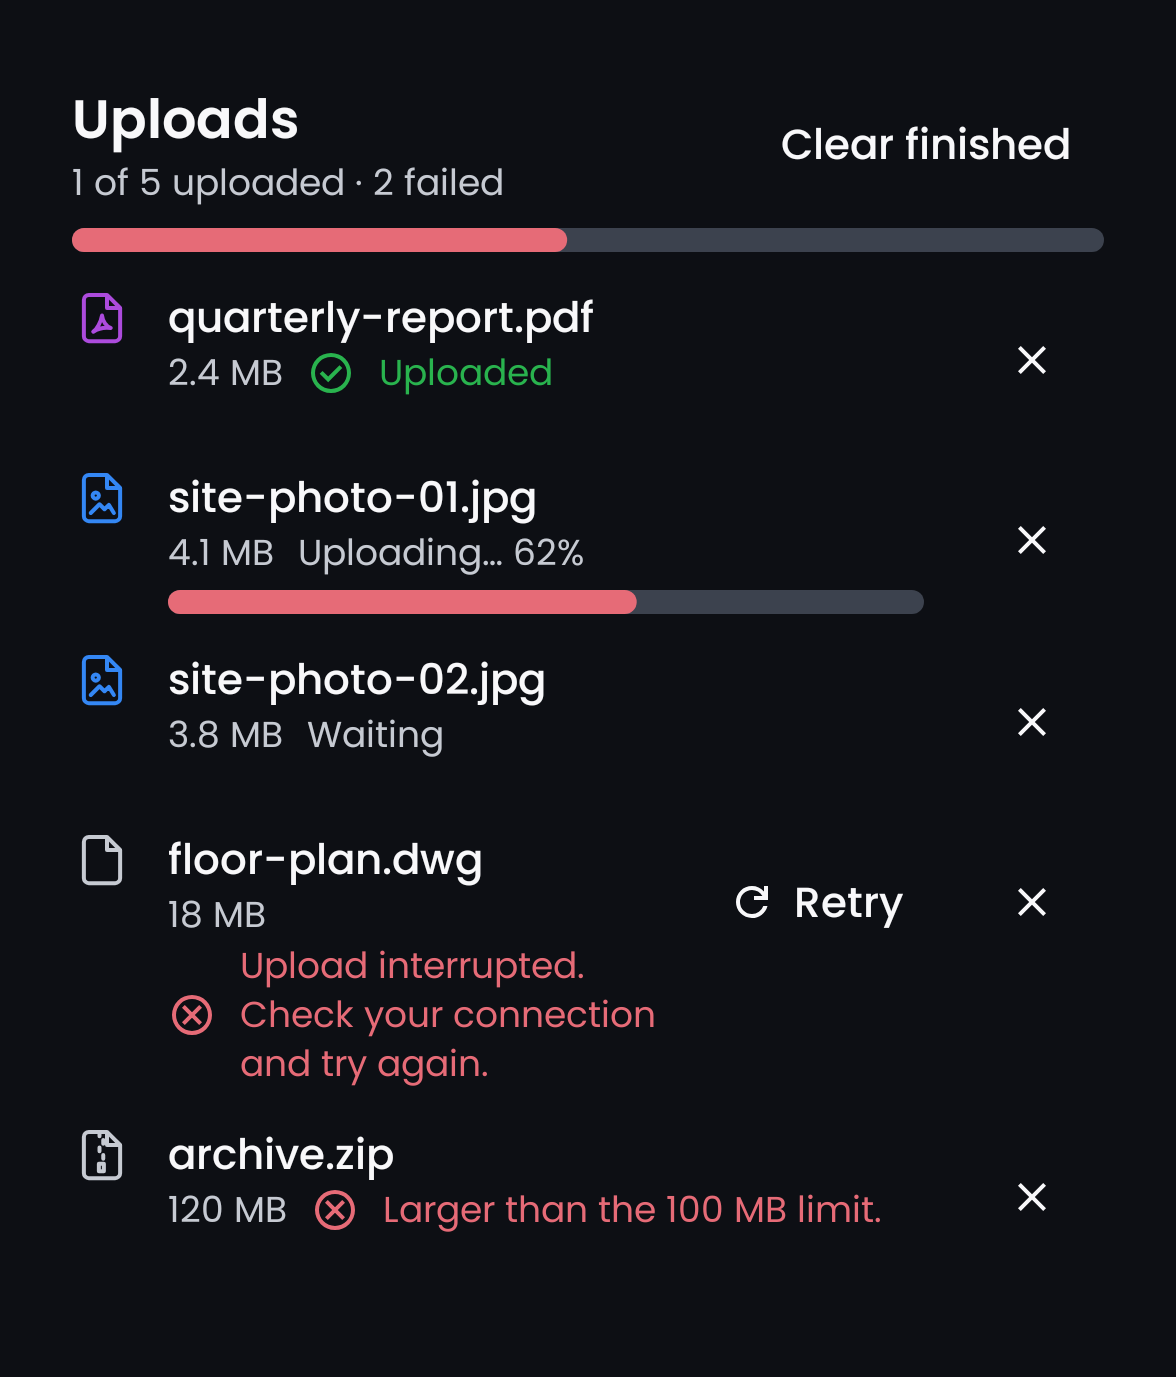 Uploads
Clear finished
1 of 5 uploaded · 2 failed
quarterly-report.pdf
2.4 MB Uploaded
site-photo-01.jpg
4.1 MB Uploading... 62%
site-photo-02.jpg
3.8 MB Waiting
floor-plan.dwg
18 MB
Retry
Upload interrupted.
Check your connection
and try again.
archive.zip
120 MB Larger than the 100 MB limit.